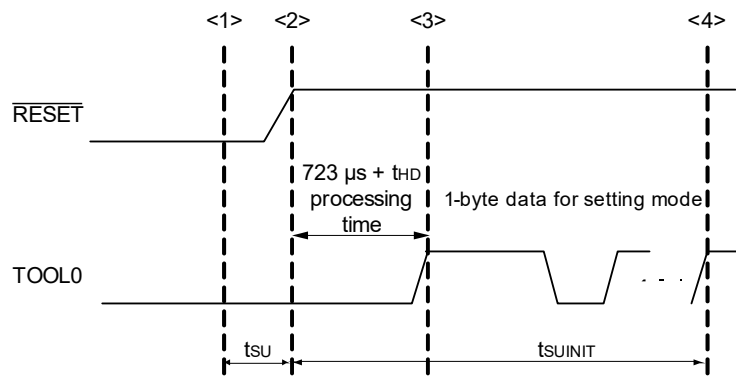 <1> <2> <3> <4>
RESET
723 µs + tHD
processing
time
1-byte data for setting mode
TOOL0
. . .
tSU
tSUINIT